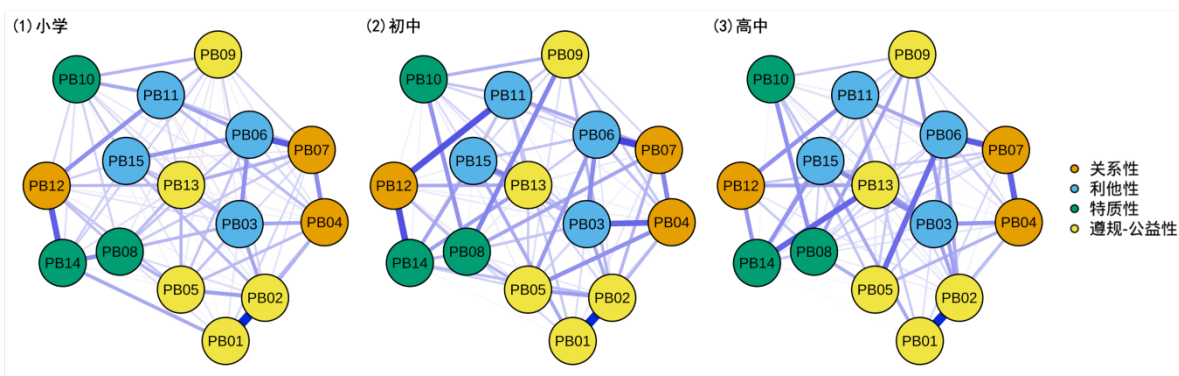 (1)小学
(2)初中
(3)高中
PB09
PB10
PB11
PB06
PB07
PB15
PB13
PB12
PB03
PB04
PB08
PB14
PB05
PB02
PB01
PB09
PB10
PB11
PB06
PB07
PB15
PB13
PB12
PB03
PB04
PB08
PB14
PB05
PB02
PB01
PB09
PB10
PB11
PB06
PB07
PB15
PB13
PB12
PB03
PB04
PB08
PB14
PB05
PB02
PB01
关系性
利他性
特质性
遵规-公益性